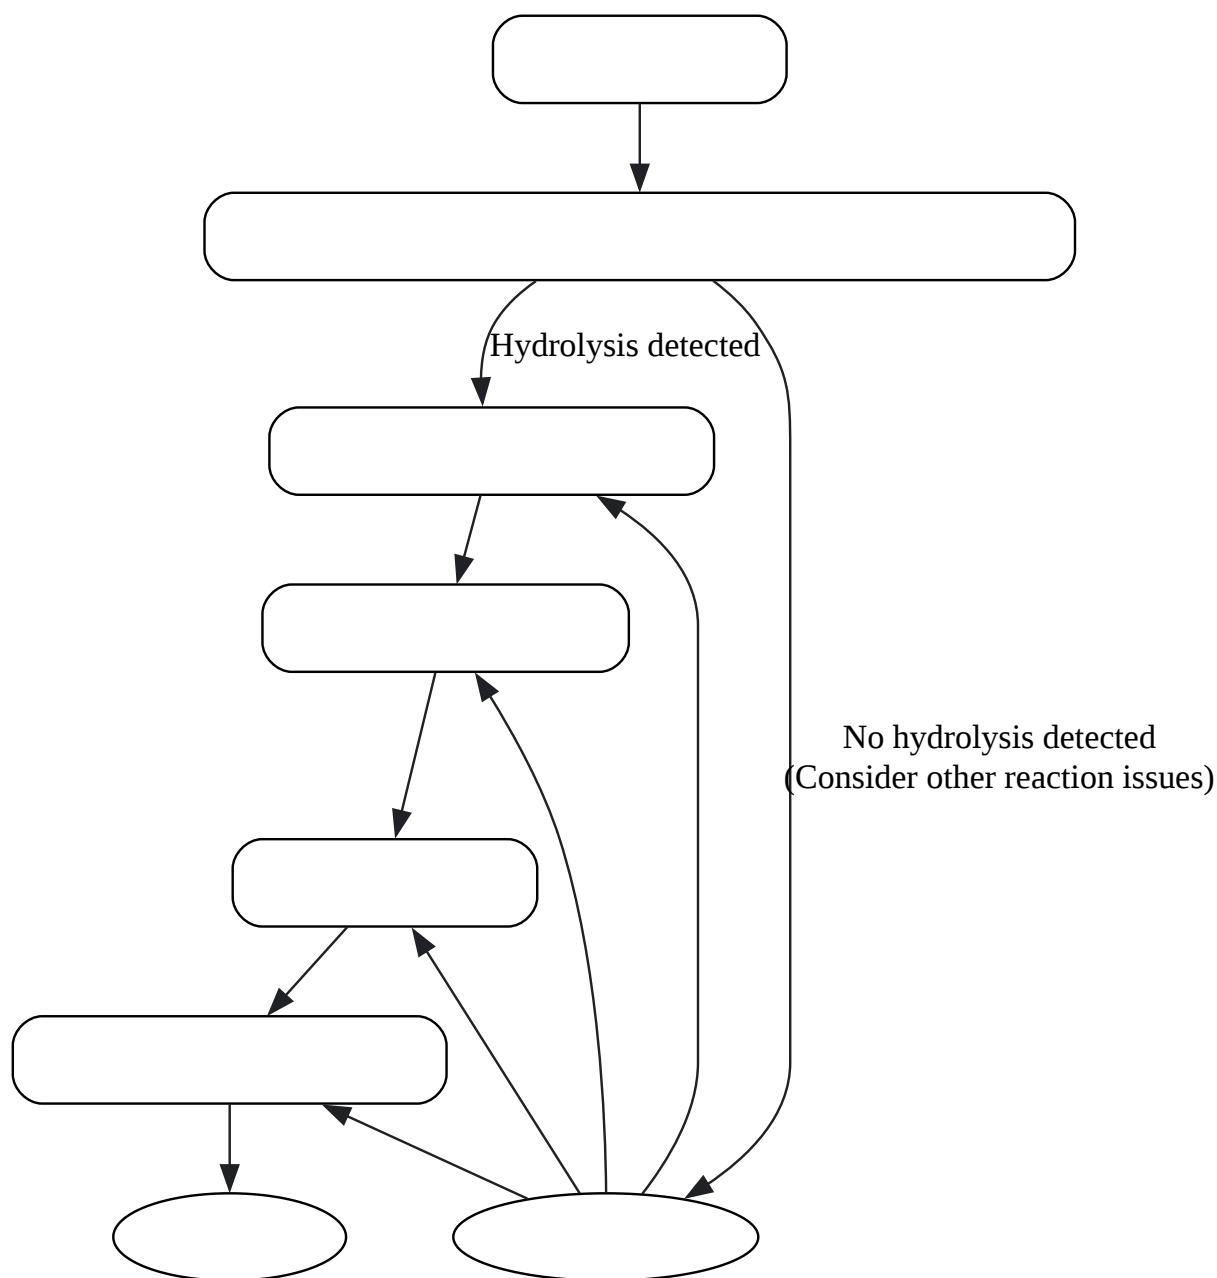 Hydrolysis detected
No hydrolysis detected
(Consider other reaction issues)